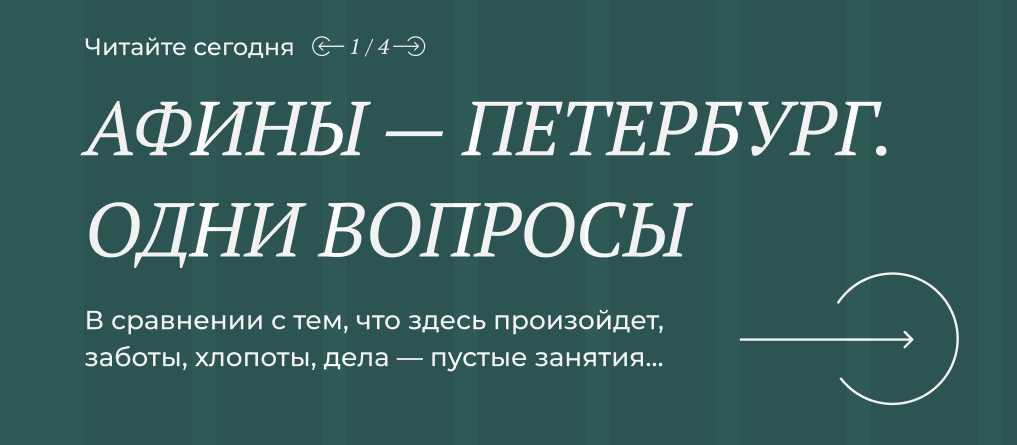 Читайте сегодня 1 / 4
АФИНЫ — ПЕТЕРБУРГ.
ОДНИ ВОПРОСЫ
В сравнении с тем, что здесь произойдет,
заботы, хлопоты, дела — пустые занятия...